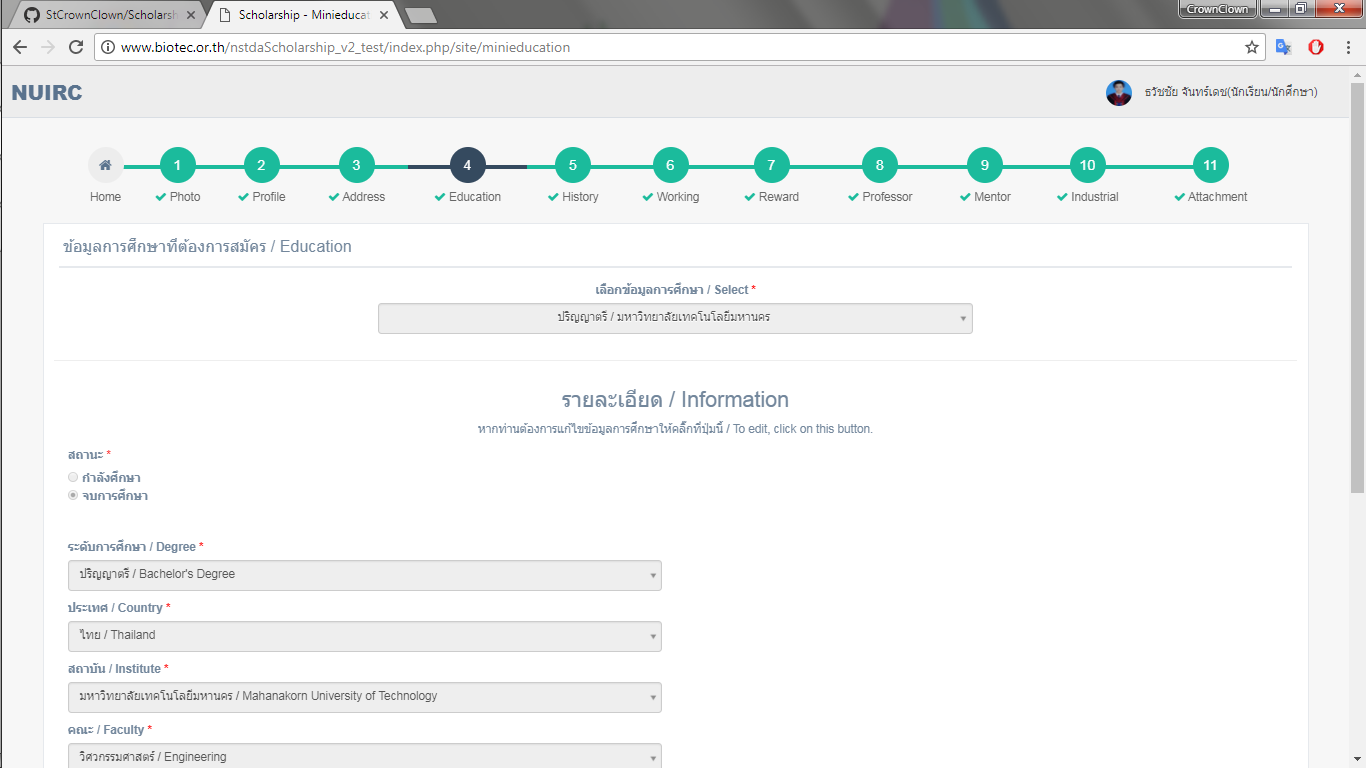 StCrownClown/Scholarsh
Scholarship - Minieducat
CrownClown
www.biotec.or.th/nstdaScholarship_v2_test/index.php/site/minieducation
NUIRC
ธวัชชัย จันทร์เดช(นักเรียน/นักศึกษา)
1 2 3 4 5 6 7 8 9 10 11
Home Photo Profile Address Education History Working Reward Professor Mentor Industrial Attachment
ข้อมูลการศึกษาที่ต้องการสมัคร / Education
เลือกข้อมูลการศึกษา / Select *
ปริญญาตรี / มหาวิทยาลัยเทคโนโลยีมหานคร
รายละเอียด / Information
หากท่านต้องการแก้ไขข้อมูลการศึกษาให้คลิ๊กที่ปุ่มนี้ / To edit, click on this button.
สถานะ *
กำลังศึกษา
จบการศึกษา
ระดับการศึกษา / Degree *
ปริญญาตรี / Bachelor's Degree
ประเทศ / Country *
ไทย / Thailand
สถาบัน / Institute *
มหาวิทยาลัยเทคโนโลยีมหานคร / Mahanakorn University of Technology
คณะ / Faculty *
วิศวกรรมศาสตร์ / Engineering